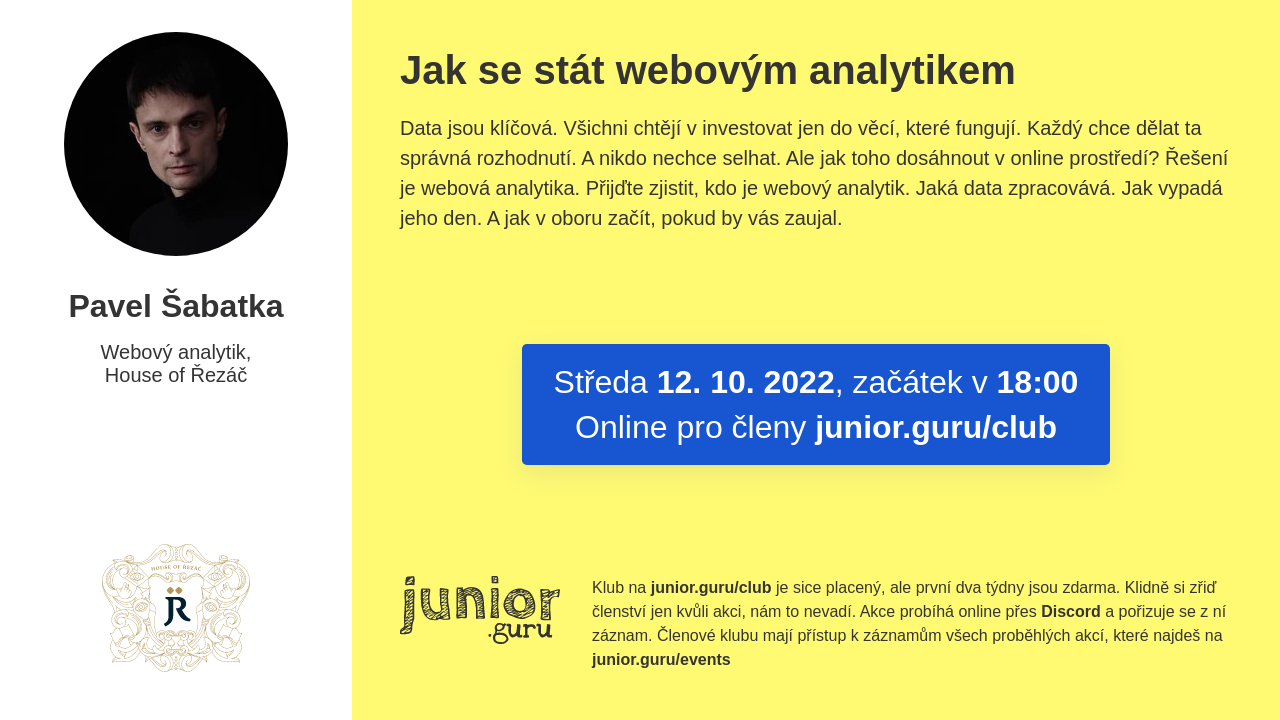 Jak se stát webovým analytikem
Data jsou klíčová. Všichni chtějí v investovat jen do věcí, které fungují. Každý chce dělat ta
správná rozhodnutí. A nikdo nechce selhat. Ale jak toho dosáhnout v online prostředí? Řešení
je webová analytika. Přijďte zjistit, kdo je webový analytik. Jaká data zpracovává. Jak vypadá
jeho den. A jak v oboru začít, pokud by vás zaujal.
Pavel Šabatka
Webový analytik,
House of Řezáč
Středa 12. 10. 2022, začátek v 18:00
Online pro členy junior.guru/club
HOUSE OF ŘEZÁČ
JR
junior
.guru
Klub na junior.guru/club je sice placený, ale první dva týdny jsou zdarma. Klidně si zřiď
členství jen kvůli akci, nám to nevadí. Akce probíhá online přes Discord a pořizuje se z ní
záznam. Členové klubu mají přístup k záznamům všech proběhlých akcí, které najdeš na
junior.guru/events